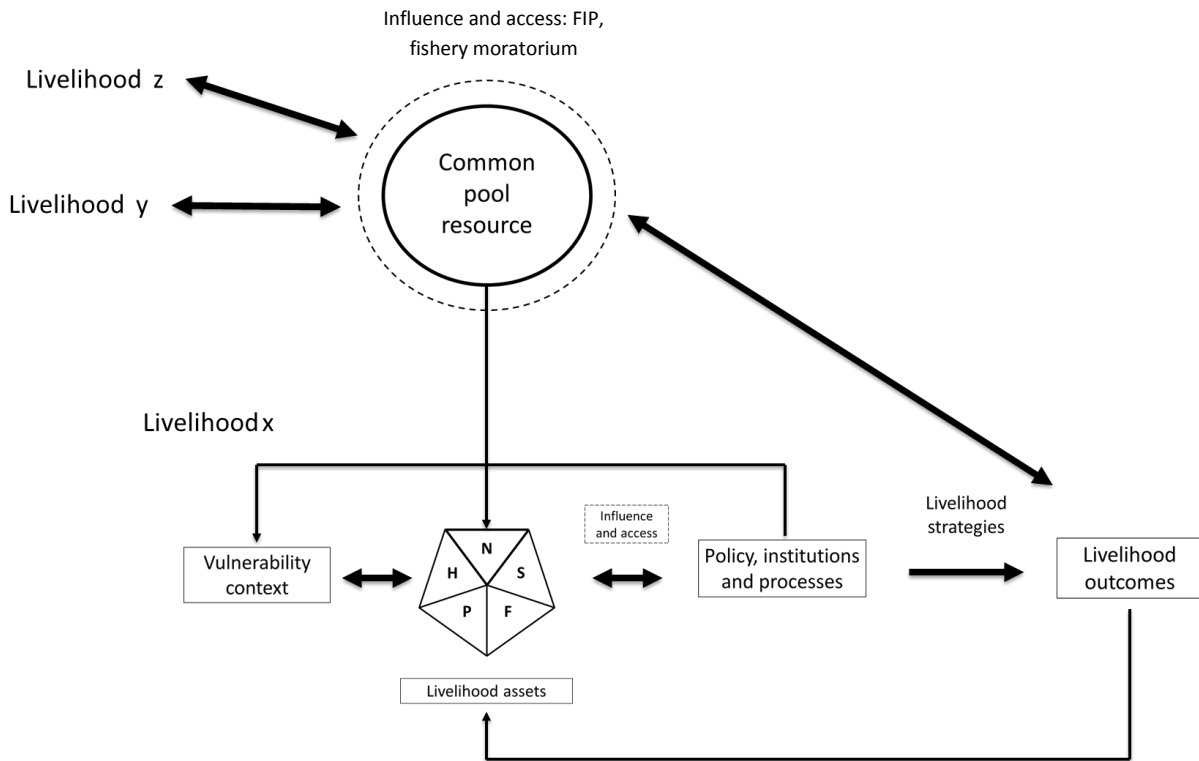 Influence and access: FIP,
fishery moratorium
Livelihood z
Common
pool
resource
Livelihood y
Livelihood x
Livelihood
strategies
Influence
and access
Vulnerability
context
N
H
S
P
F
Policy, institutions
and processes
Livelihood
outcomes
Livelihood assets